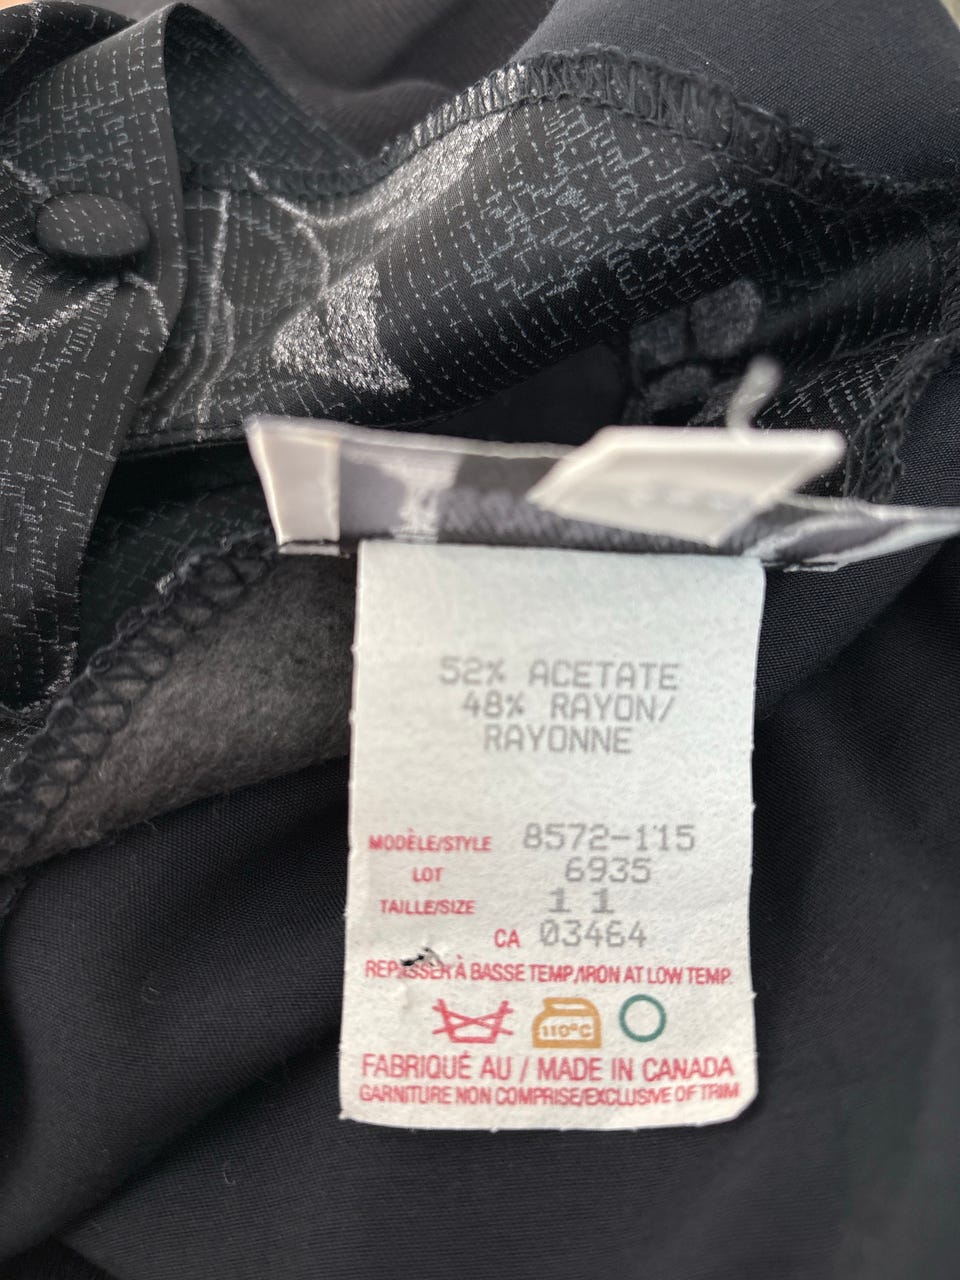 52% ACETATE
48% RAYON/
RAYONNE
MODÈLE/STYLE 8572-115
LOT 6935
TAILLE/SIZE 11
CA 03464
REPASSER À BASSE TEMP./IRON AT LOW TEMP.
110°C
FABRIQUÉ AU / MADE IN CANADA
GARNITURE NON COMPRISE/EXCLUSIVE OF TRIM